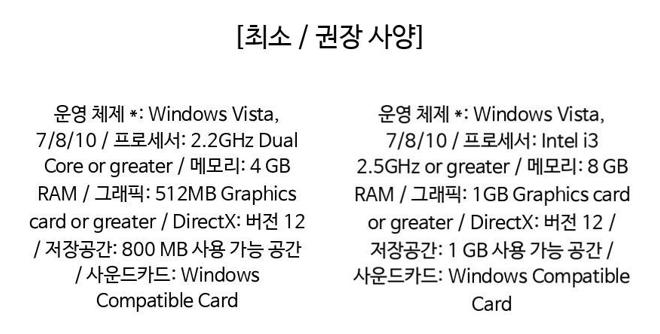 [최소 / 권장 사양]
운영 체제 *: Windows Vista,
7/8/10 / 프로세서: 2.2GHz Dual
Core or greater / 메모리: 4 GB
RAM / 그래픽: 512MB Graphics
card or greater / DirectX: 버전 12
/ 저장공간: 800 MB 사용 가능 공간
/ 사운드카드: Windows
Compatible Card
운영 체제 *: Windows Vista,
7/8/10 / 프로세서: Intel i3
2.5GHz or greater / 메모리: 8 GB
RAM / 그래픽: 1GB Graphics card
or greater / DirectX: 버전 12 /
저장공간: 1 GB 사용 가능 공간 /
사운드카드: Windows Compatible
Card